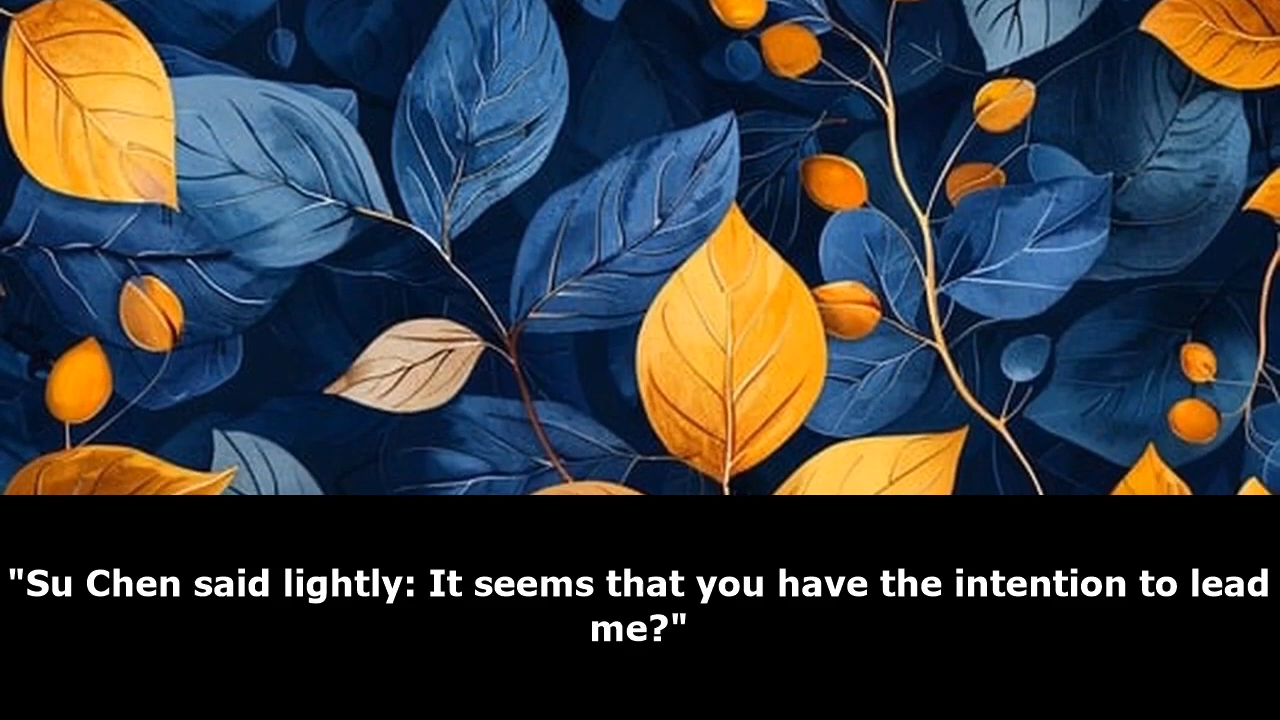 "Su Chen said lightly: It seems that you have the intention to lead
me?"